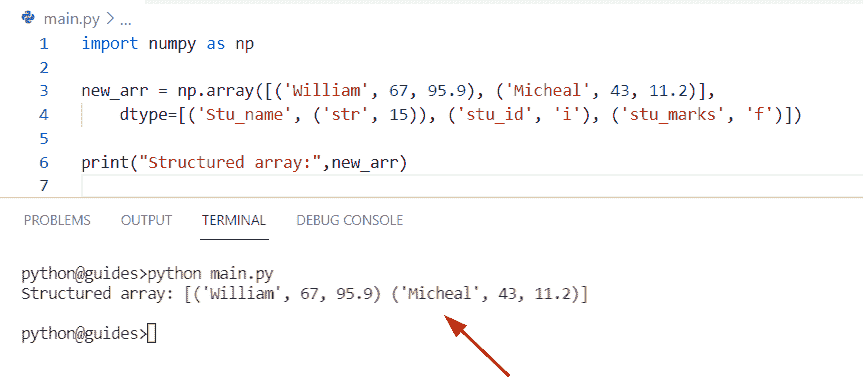 main.py > ...
1 import numpy as np
2
3 new_arr = np.array([('William', 67, 95.9), ('Micheal', 43, 11.2)],
4     dtype=[('Stu_name', ('str', 15)), ('stu_id', 'i'), ('stu_marks', 'f')])
5
6 print("Structured array:",new_arr)
7
PROBLEMS OUTPUT TERMINAL DEBUG CONSOLE
python@guides>python main.py
Structured array: [('William', 67, 95.9) ('Micheal', 43, 11.2)]
python@guides>